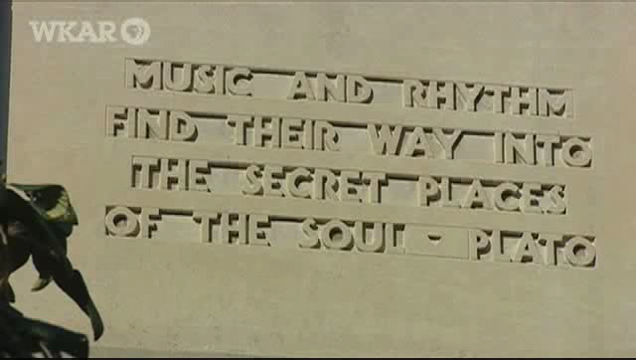 WKAR
MUSIC AND RHYTHM
FIND THEIR WAY INTO
THE SECRET PLACES
OF THE SOUL - PLATO